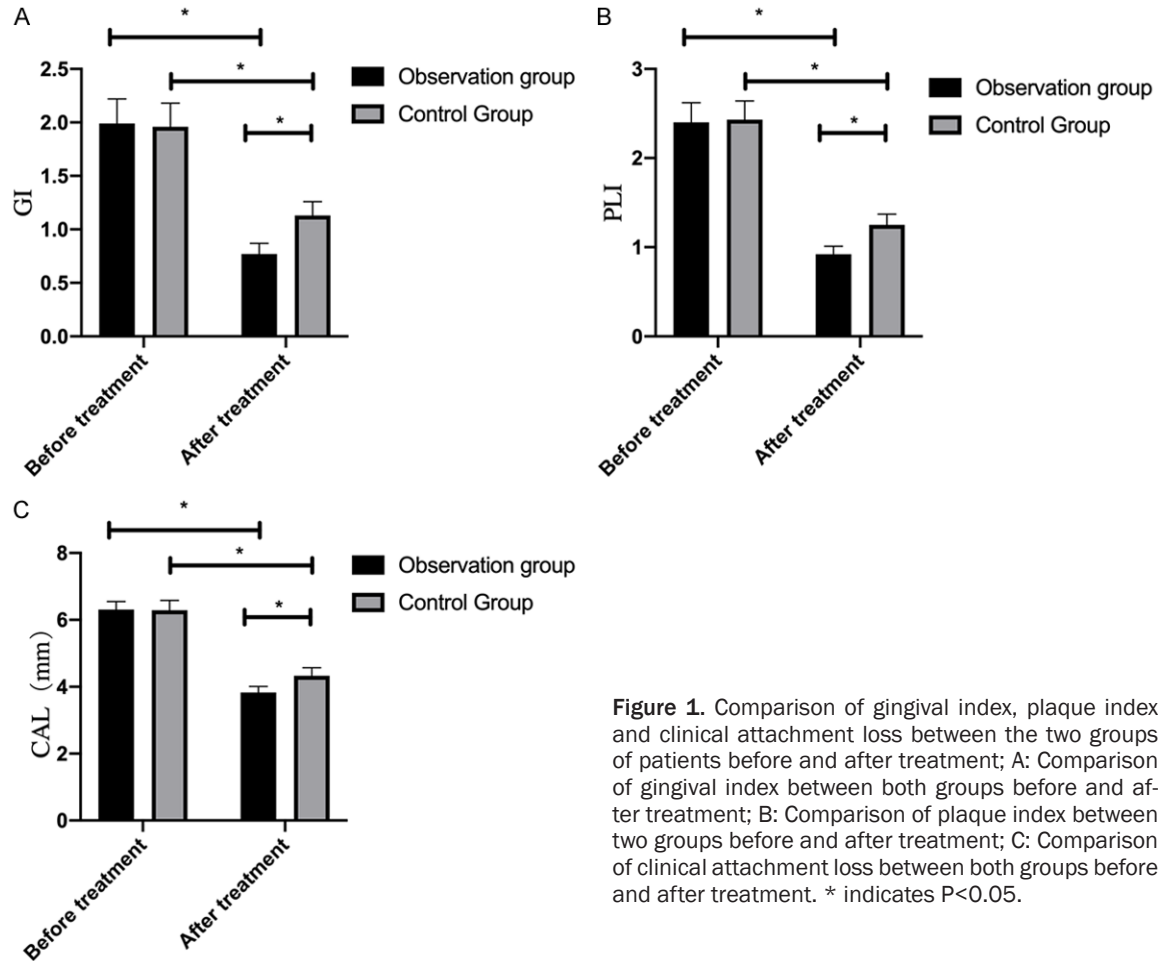 A
*
*
*
Observation group
Control Group
2.5
2.0
1.5
1.0
0.5
0.0
GI
Before treatment
After treatment
B
*
*
*
Observation group
Control Group
3
2
1
0
PLI
Before treatment
After treatment
C
*
*
*
Observation group
Control Group
8
6
4
2
0
CAL（mm）
Before treatment
After treatment
Figure 1. Comparison of gingival index, plaque index
and clinical attachment loss between the two groups
of patients before and after treatment; A: Comparison
of gingival index between both groups before and af-
ter treatment; B: Comparison of plaque index between
two groups before and after treatment; C: Comparison
of clinical attachment loss between both groups before
and after treatment. * indicates P<0.05.